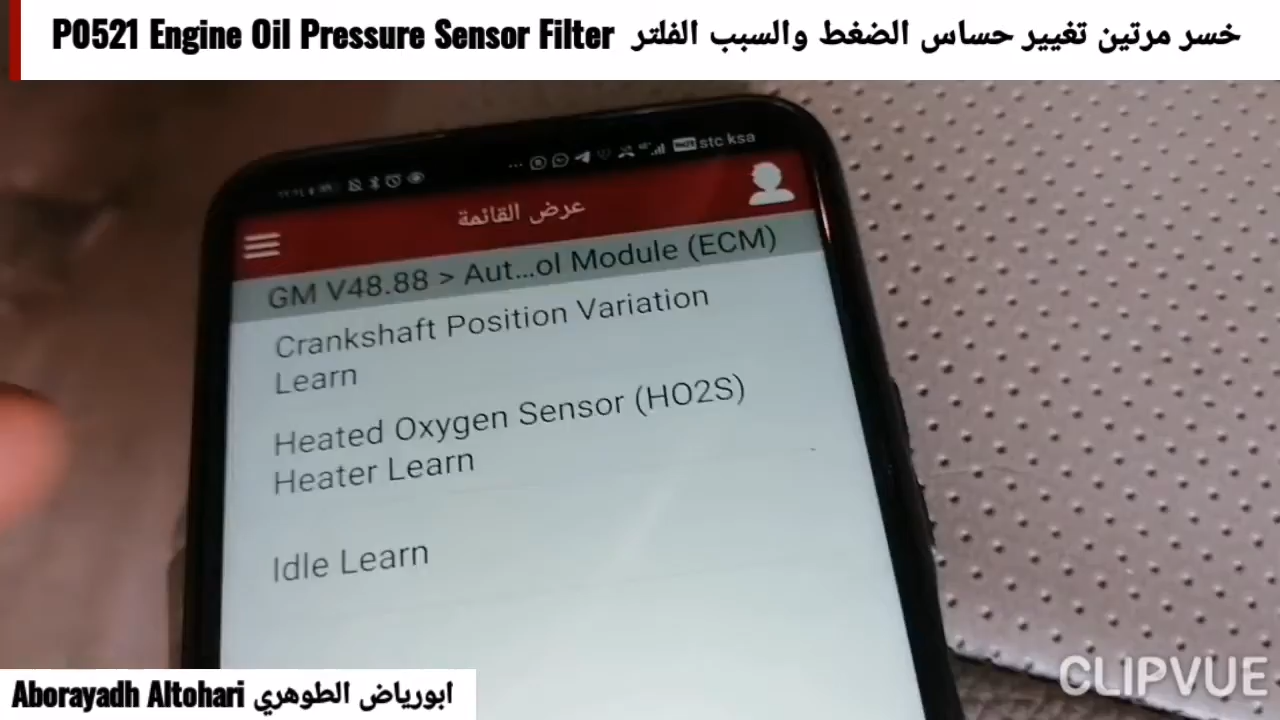 P0521 Engine Oil Pressure Sensor Filter خسر مرتين تغيير حساس الضغط والسبب الفلتر
stc ksa
عرض القائمة
GM V48.88 > Aut...ol Module (ECM)
Crankshaft Position Variation
Learn
Heated Oxygen Sensor (HO2S)
Heater Learn
Idle Learn
Aborayadh Altohari ابورياض الطوهري
CLIPVUE